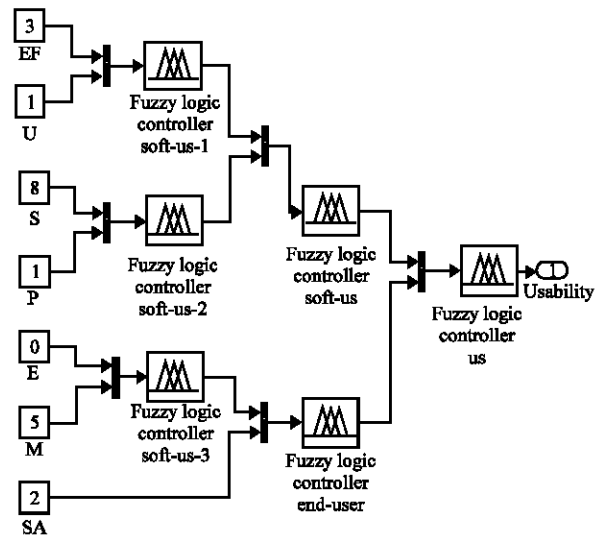 3
EF
1
U
Fuzzy logic
controller
soft-us-1
8
S
1
P
Fuzzy logic
controller
soft-us-2
0
E
5
M
Fuzzy logic
controller
soft-us-3
2
SA
Fuzzy logic
controller
soft-us
Fuzzy logic
controller
end-user
Fuzzy logic
controller
us
1
Usability